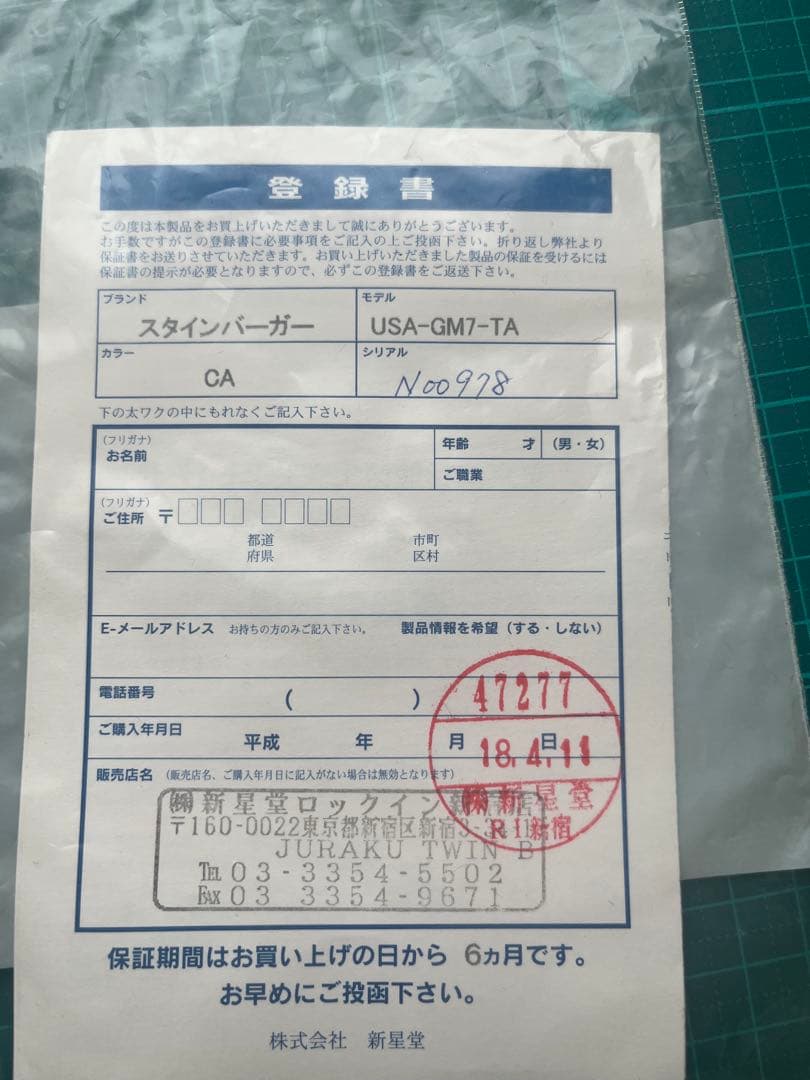 登録書
この度は本製品をお買上げいただきまして誠にありがとうございます。
お手数ですがこの登録書に必要事項をご記入の上ご投函下さい。折り返し弊社より
保証書をお送りさせていただきます。お買い上げいただきました製品の保証を受けるには
保証書の提示が必要となりますので、必ずこの登録書をご返送下さい。
ブランド
スタインバーガー
モデル
USA-GM7-TA
カラー
CA
シリアル
N00978
下の太ワクの中にもれなくご記入下さい。
(フリガナ)
お名前
年齢 才 (男・女)
ご職業
(フリガナ)
ご住所 〒
都道 市町
府県 区村
E-メールアドレス お持ちの方のみご記入下さい。 製品情報を希望(する・しない)
電話番号 ( )
47277
ご購入年月日
平成 年 月 日
18.4.11
販売店名 (販売店名、ご購入年月日に記入がない場合は無効となります)
㈱新星堂
R I 新宿
㈱新星堂ロックイン
〒160-0022東京都新宿区新宿3-
JURAKU TWIN B
TEL 03-3354-5502
FAX 03 3354-9671
保証期間はお買い上げの日から 6ヵ月です。
お早めにご投函下さい。
株式会社 新星堂